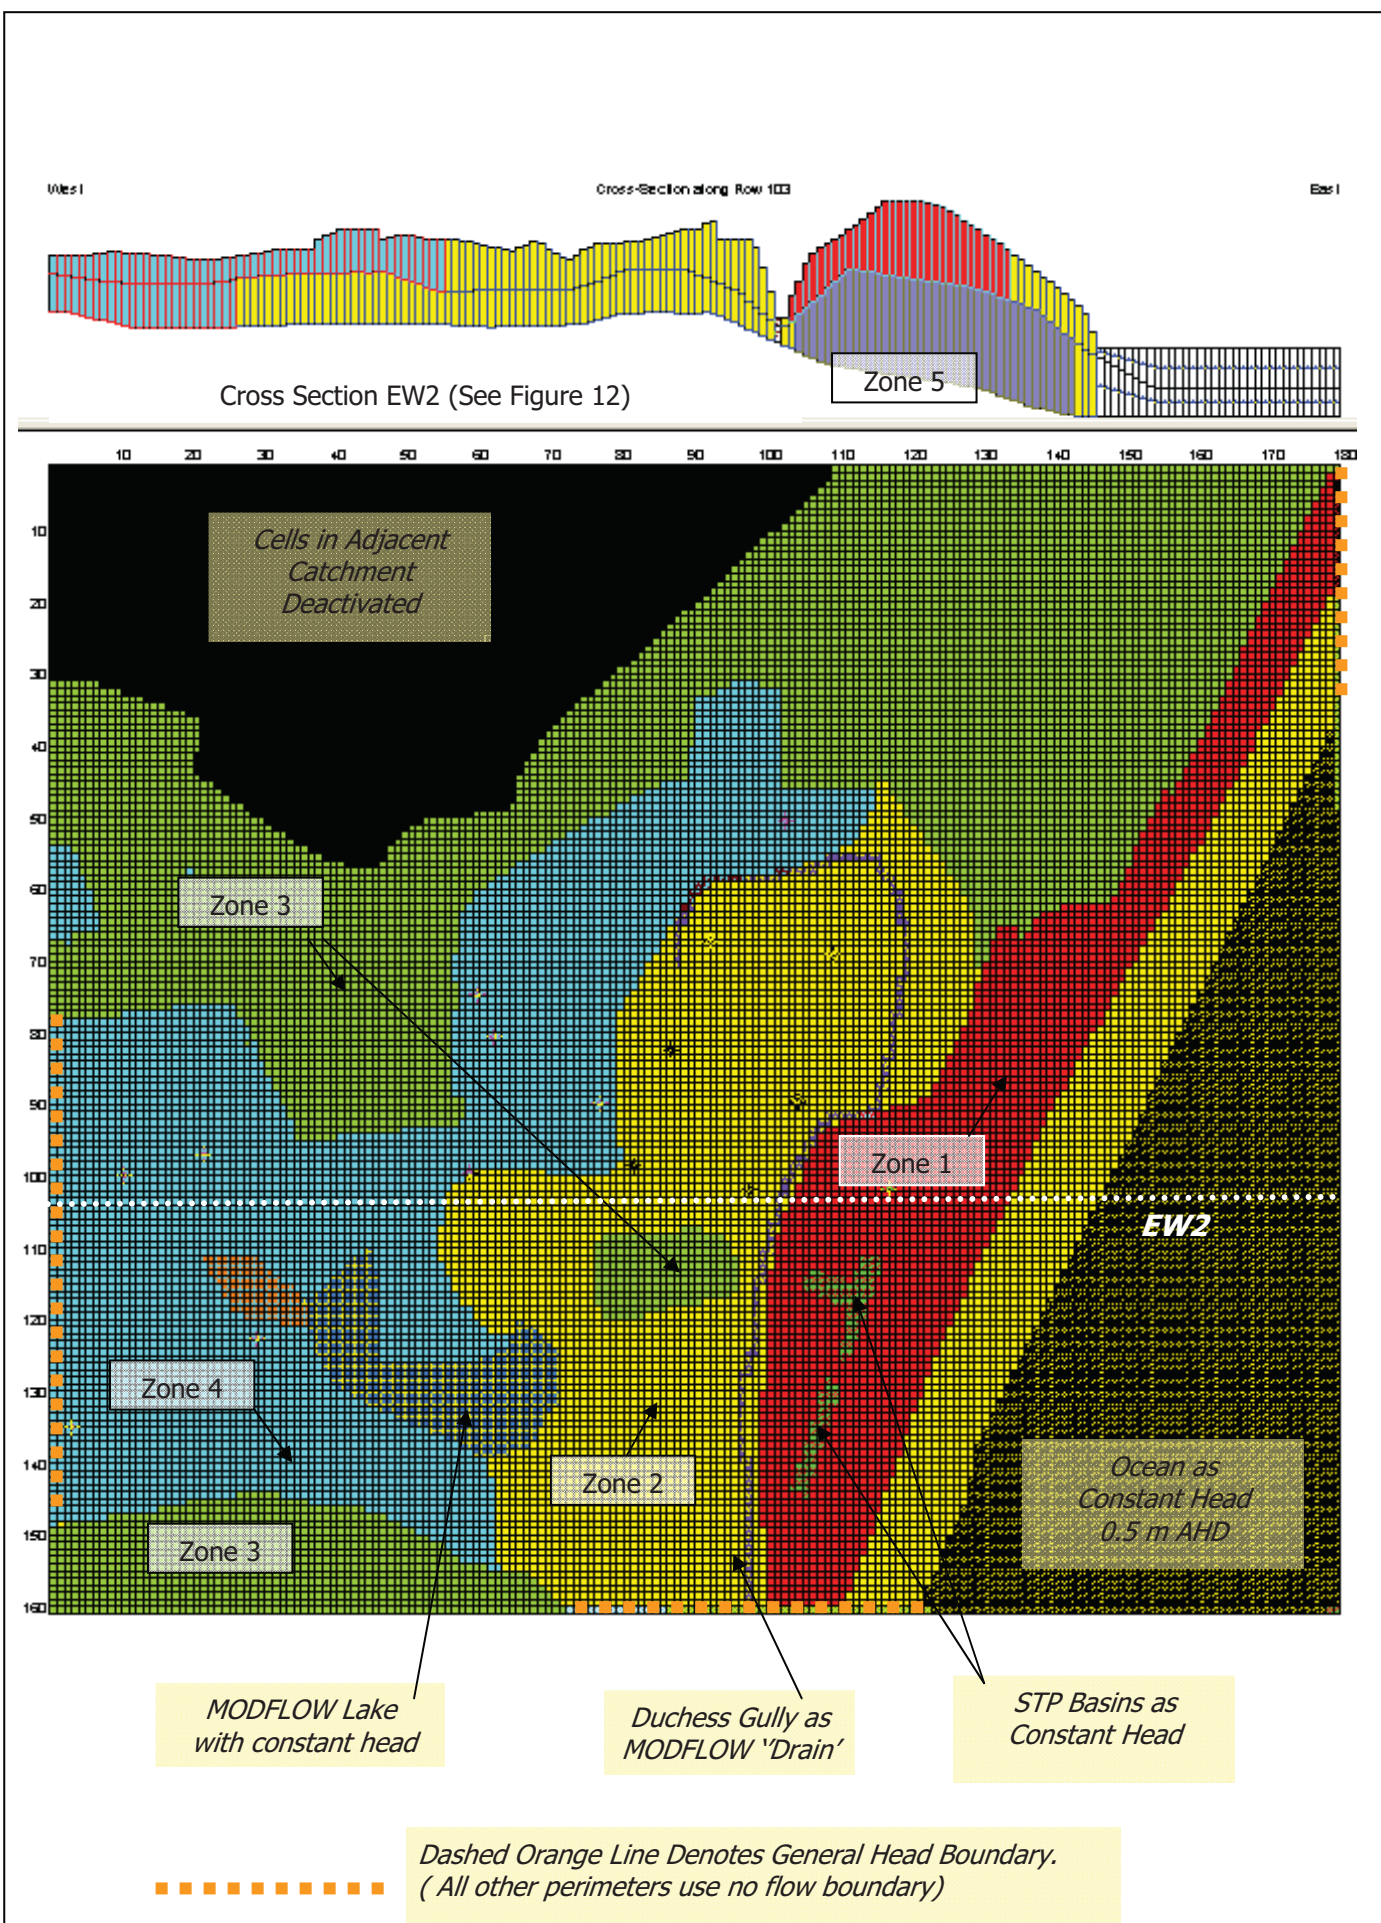 West Cross-Section along Row 103 East
Zone 5
Cross Section EW2 (See Figure 12)
10 20 30 40 50 60 70 80 90 100 110 120 130 140 150 160 170 180
10
Cells in Adjacent
Catchment
Deactivated
20
30
40
50
60
Zone 3
70
80
90
Zone 1
100
EW2
110
120
130
Zone 4
140
Zone 2
Ocean as
Constant Head
0.5 m AHD
150
Zone 3
160
MODFLOW Lake
with constant head
Duchess Gully as
MODFLOW “Drain’
STP Basins as
Constant Head
Dashed Orange Line Denotes General Head Boundary.
( All other perimeters use no flow boundary)